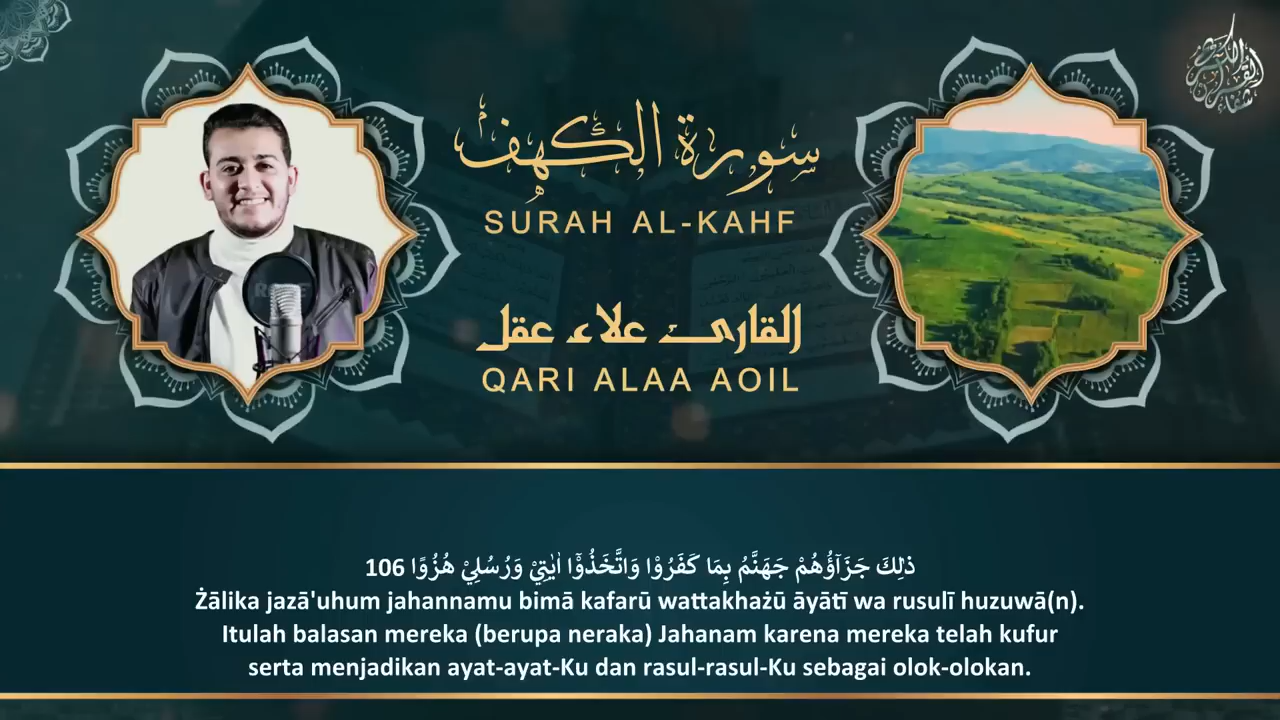 سورة الكهف
SURAH AL-KAHF
القارئ علاء عقل
QARI ALAA AOIL
ذٰلِكَ جَزَاۤؤُهُمْ جَهَنَّمُ بِمَا كَفَرُوْا وَاتَّخَذُوْٓا اٰيٰتِيْ وَرُسُلِيْ هُزُوًا 106
Żālika jazā'uhum jahannamu bimā kafarū wattakhażū āyātī wa rusulī huzuwā(n).
Itulah balasan mereka (berupa neraka) Jahanam karena mereka telah kufur
serta menjadikan ayat-ayat-Ku dan rasul-rasul-Ku sebagai olok-olokan.